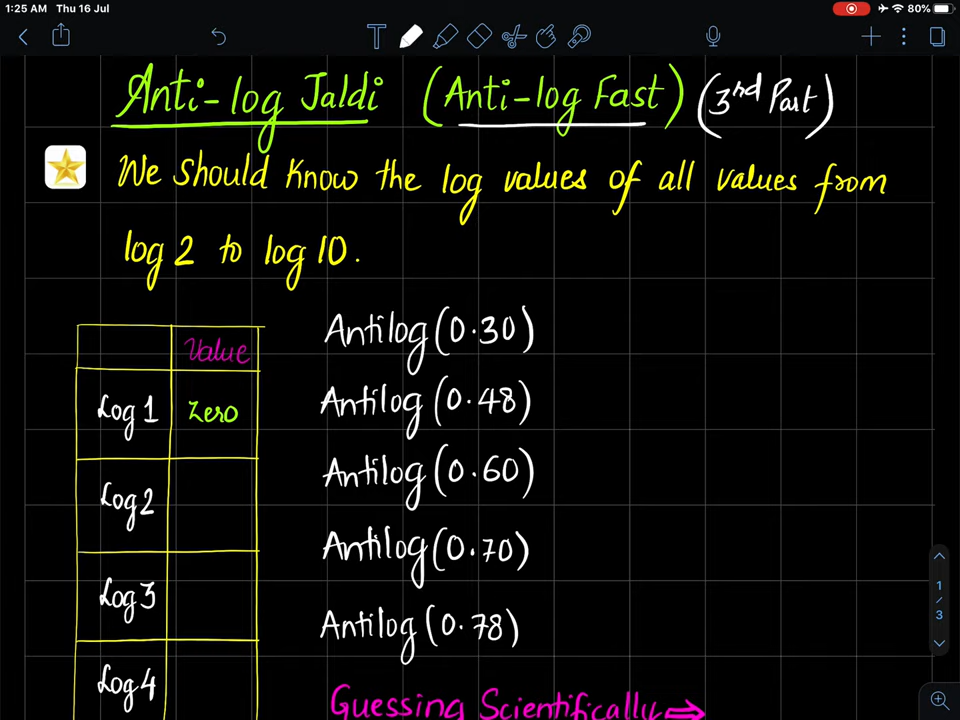 1:25 AM Thu 16 Jul
80%
Anti-log Jaldi (Anti-log Fast) (3nd Part)
We should know the log values of all values from
log 2 to log 10.
Value
Log 1 Zero
Log 2
Log 3
Log 4
Antilog (0.30)
Antilog (0.48)
Antilog (0.60)
Antilog (0.70)
Antilog (0.78)
Guessing Scientifically ⇒
1
/
3